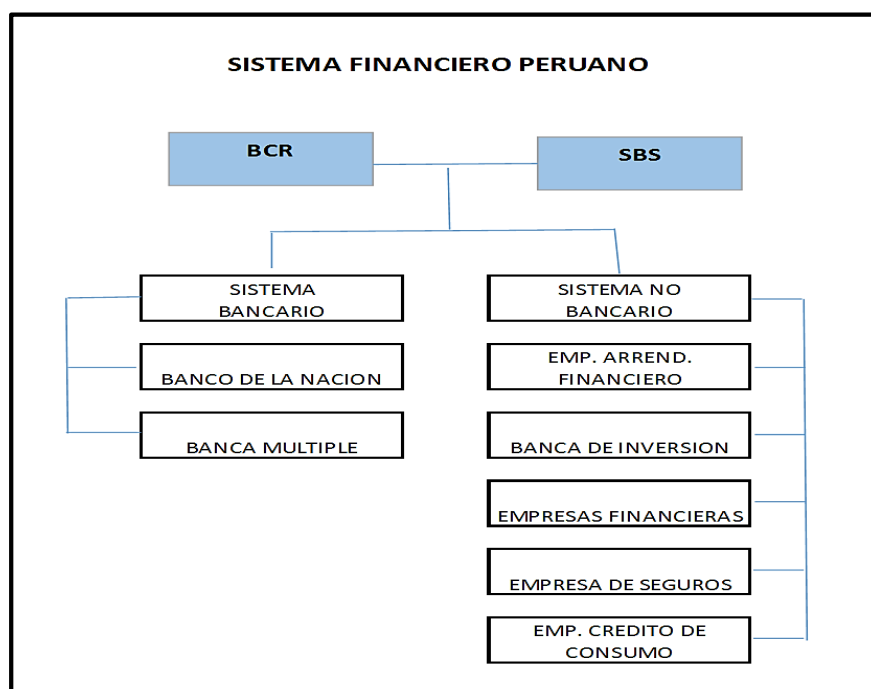 SISTEMA FINANCIERO PERUANO
BCR
SBS
SISTEMA
BANCARIO
BANCO DE LA NACION
BANCA MULTIPLE
SISTEMA NO
BANCARIO
EMP. ARREND.
FINANCIERO
BANCA DE INVERSION
EMPRESAS FINANCIERAS
EMPRESA DE SEGUROS
EMP. CREDITO DE
CONSUMO